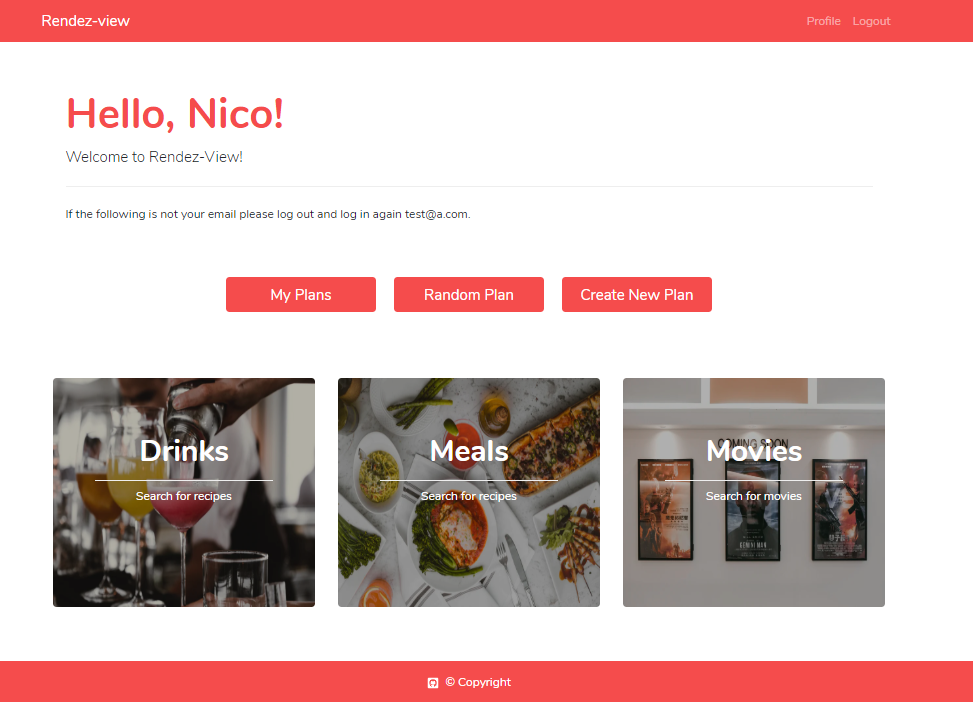 Rendez-view
Profile Logout
Hello, Nico!
Welcome to Rendez-View!
If the following is not your email please log out and log in again test@a.com.
My Plans Random Plan Create New Plan
Drinks Meals Movies
COMING SOON
Search for recipes Search for recipes Search for movies
GEMINI MAN
© Copyright